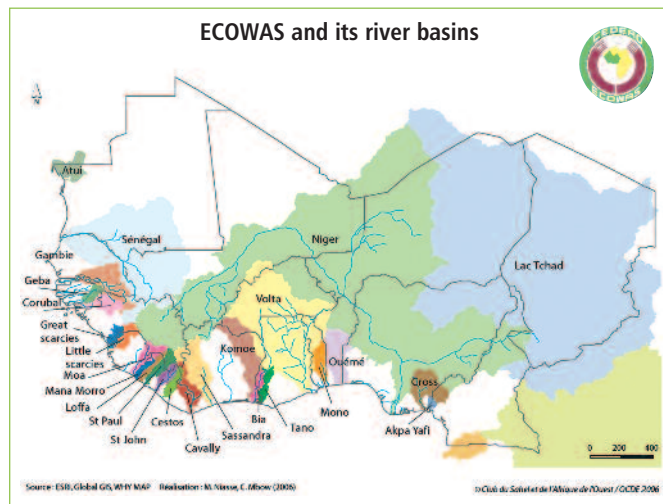 ECOWAS and its river basins
CEDEAO
ECOWAS
N
Atui
Sénégal
Gambie
Geba
Corubal
Great
scarcies
Little
scarcies
Moa
Mana Morro
Loffa
St Paul
St John
Cestos
Cavally
Sassandra
Komoe
Bia
Tano
Volta
Mono
Ouémé
Niger
Cross
Akpa Yafi
Lac Tchad
0 200 400
Source : ESRI, Global GIS, WHY MAP Réalisation : M. Niasse, C. Mbow (2006)
© Club du Sahel et de l'Afrique de l'Ouest / OCDE 2006